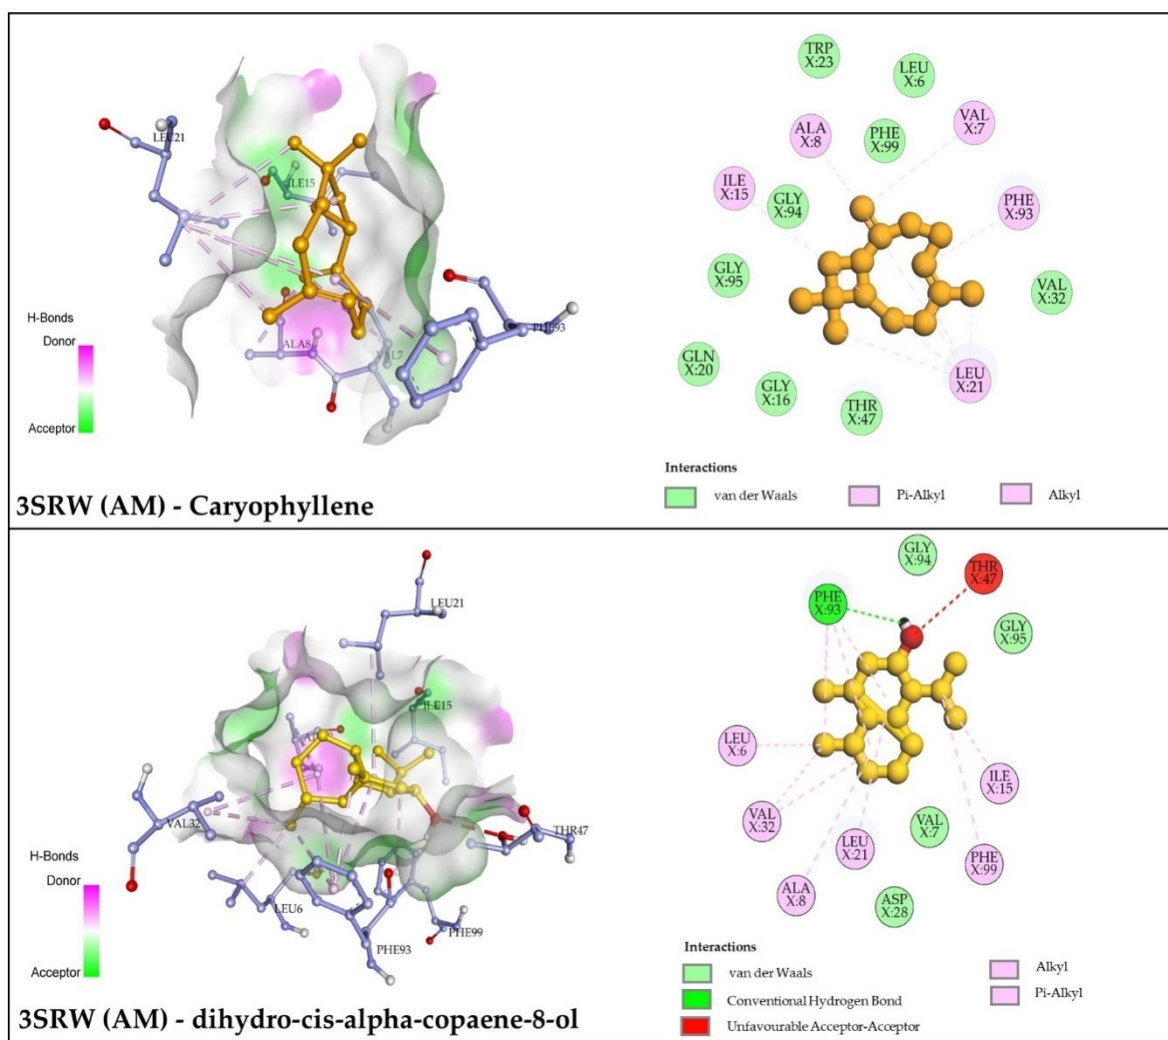 LEU21
ILE15
ALA8
VAL7
PHE93
H-Bonds
Donor
Acceptor
3SRW (AM) - Caryophyllene
TRP
X:23
LEU
X:6
ALA
X:8
PHE
X:99
VAL
X:7
ILE
X:15
GLY
X:94
PHE
X:93
GLY
X:95
VAL
X:32
GLN
X:20
GLY
X:16
THR
X:47
LEU
X:21
Interactions
van der Waals
Pi-Alkyl
Alkyl
LEU21
ILE15
VAL32
THR47
LEU6
PHE93
PHE99
H-Bonds
Donor
Acceptor
3SRW (AM) - dihydro-cis-alpha-copaene-8-ol
GLY
X:94
THR
X:47
PHE
X:93
GLY
X:95
LEU
X:6
ILE
X:15
VAL
X:32
VAL
X:7
LEU
X:21
PHE
X:99
ALA
X:8
ASP
X:28
Interactions
van der Waals
Conventional Hydrogen Bond
Unfavourable Acceptor-Acceptor
Alkyl
Pi-Alkyl